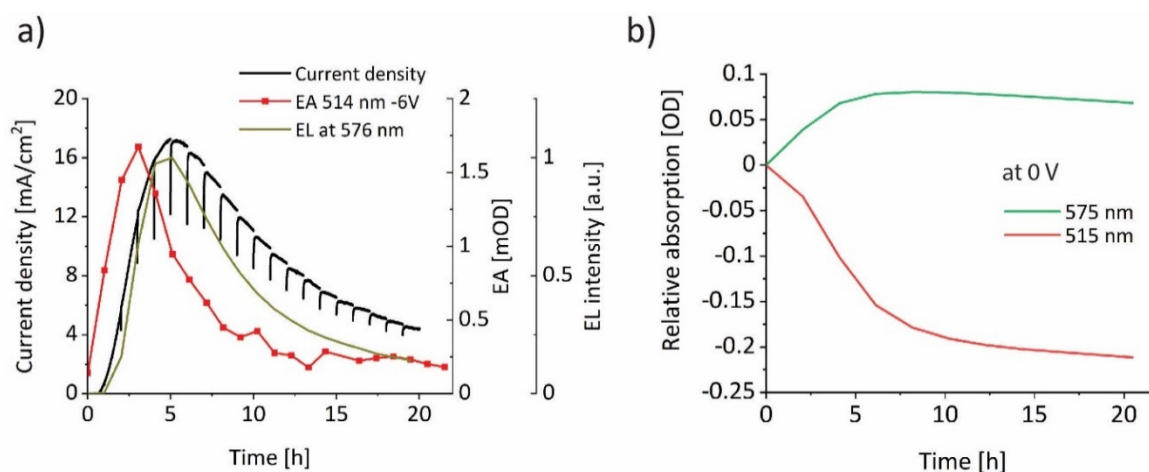 a)
Current density
EA 514 nm -6V
EL at 576 nm
Current density [mA/cm²]
20
16
12
8
4
0
2
1.5
1
0.5
0
EA [mOD]
1
0.5
0
EL intensity [a.u.]
0 5 10 15 20
Time [h]
b)
Relative absorption [OD]
0.1
0.05
0
-0.05
-0.1
-0.15
-0.2
-0.25
at 0 V
575 nm
515 nm
0 5 10 15 20
Time [h]